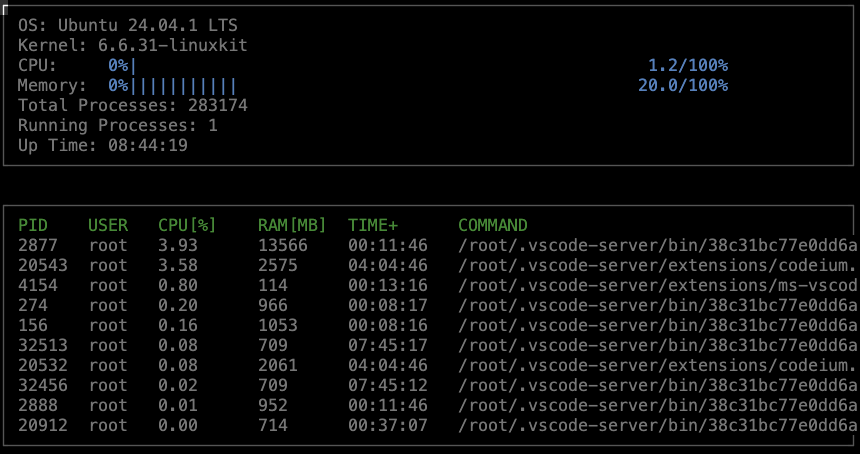 OS: Ubuntu 24.04.1 LTS
Kernel: 6.6.31-linuxkit
CPU: 0%| 1.2/100%
Memory: 0%||||||||||| 20.0/100%
Total Processes: 283174
Running Processes: 1
Up Time: 08:44:19
PID USER CPU[%] RAM[MB] TIME+ COMMAND
2877 root 3.93 13566 00:11:46 /root/.vscode-server/bin/38c31bc77e0dd6a
20543 root 3.58 2575 04:04:46 /root/.vscode-server/extensions/codeium.
4154 root 0.80 114 00:13:16 /root/.vscode-server/extensions/ms-vscod
274 root 0.20 966 00:08:17 /root/.vscode-server/bin/38c31bc77e0dd6a
156 root 0.16 1053 00:08:16 /root/.vscode-server/bin/38c31bc77e0dd6a
32513 root 0.08 709 07:45:17 /root/.vscode-server/bin/38c31bc77e0dd6a
20532 root 0.08 2061 04:04:46 /root/.vscode-server/extensions/codeium.
32456 root 0.02 709 07:45:12 /root/.vscode-server/bin/38c31bc77e0dd6a
2888 root 0.01 952 00:11:46 /root/.vscode-server/bin/38c31bc77e0dd6a
20912 root 0.00 714 00:37:07 /root/.vscode-server/bin/38c31bc77e0dd6a